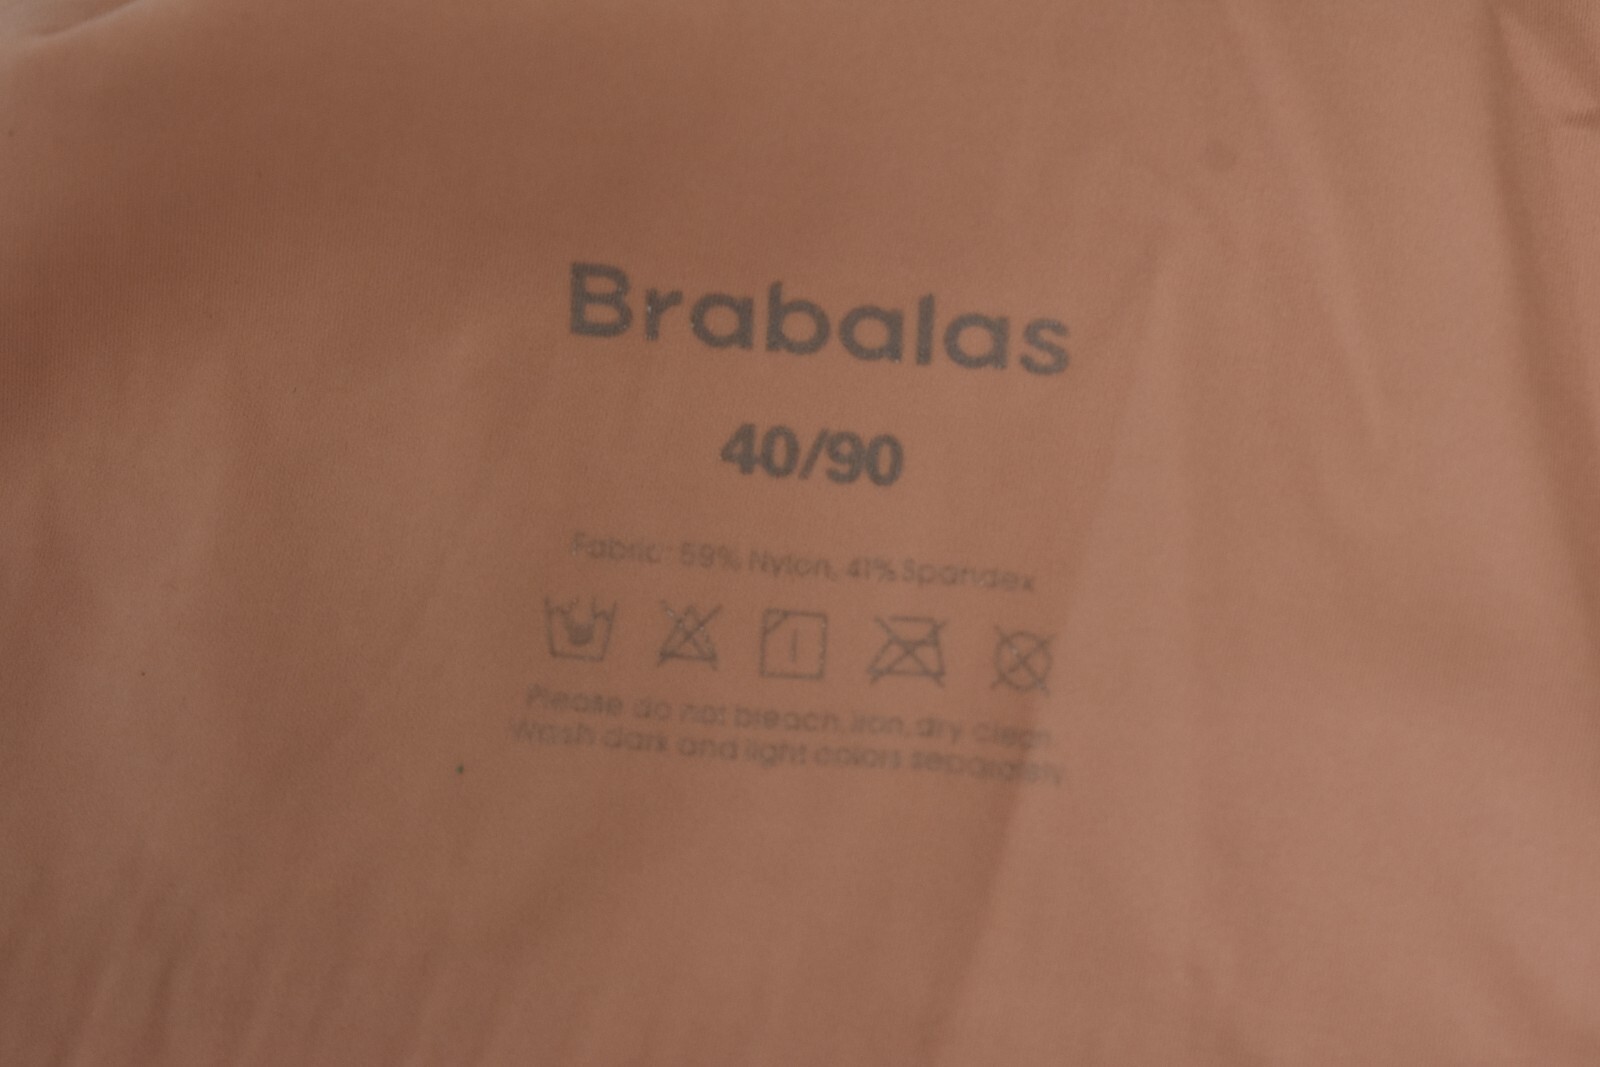 Brabalas
40/90
Fabric: 59% Nylon, 41% Spandex
Please do not breach, iron, dry clean.
Wash dark and light colors separately.